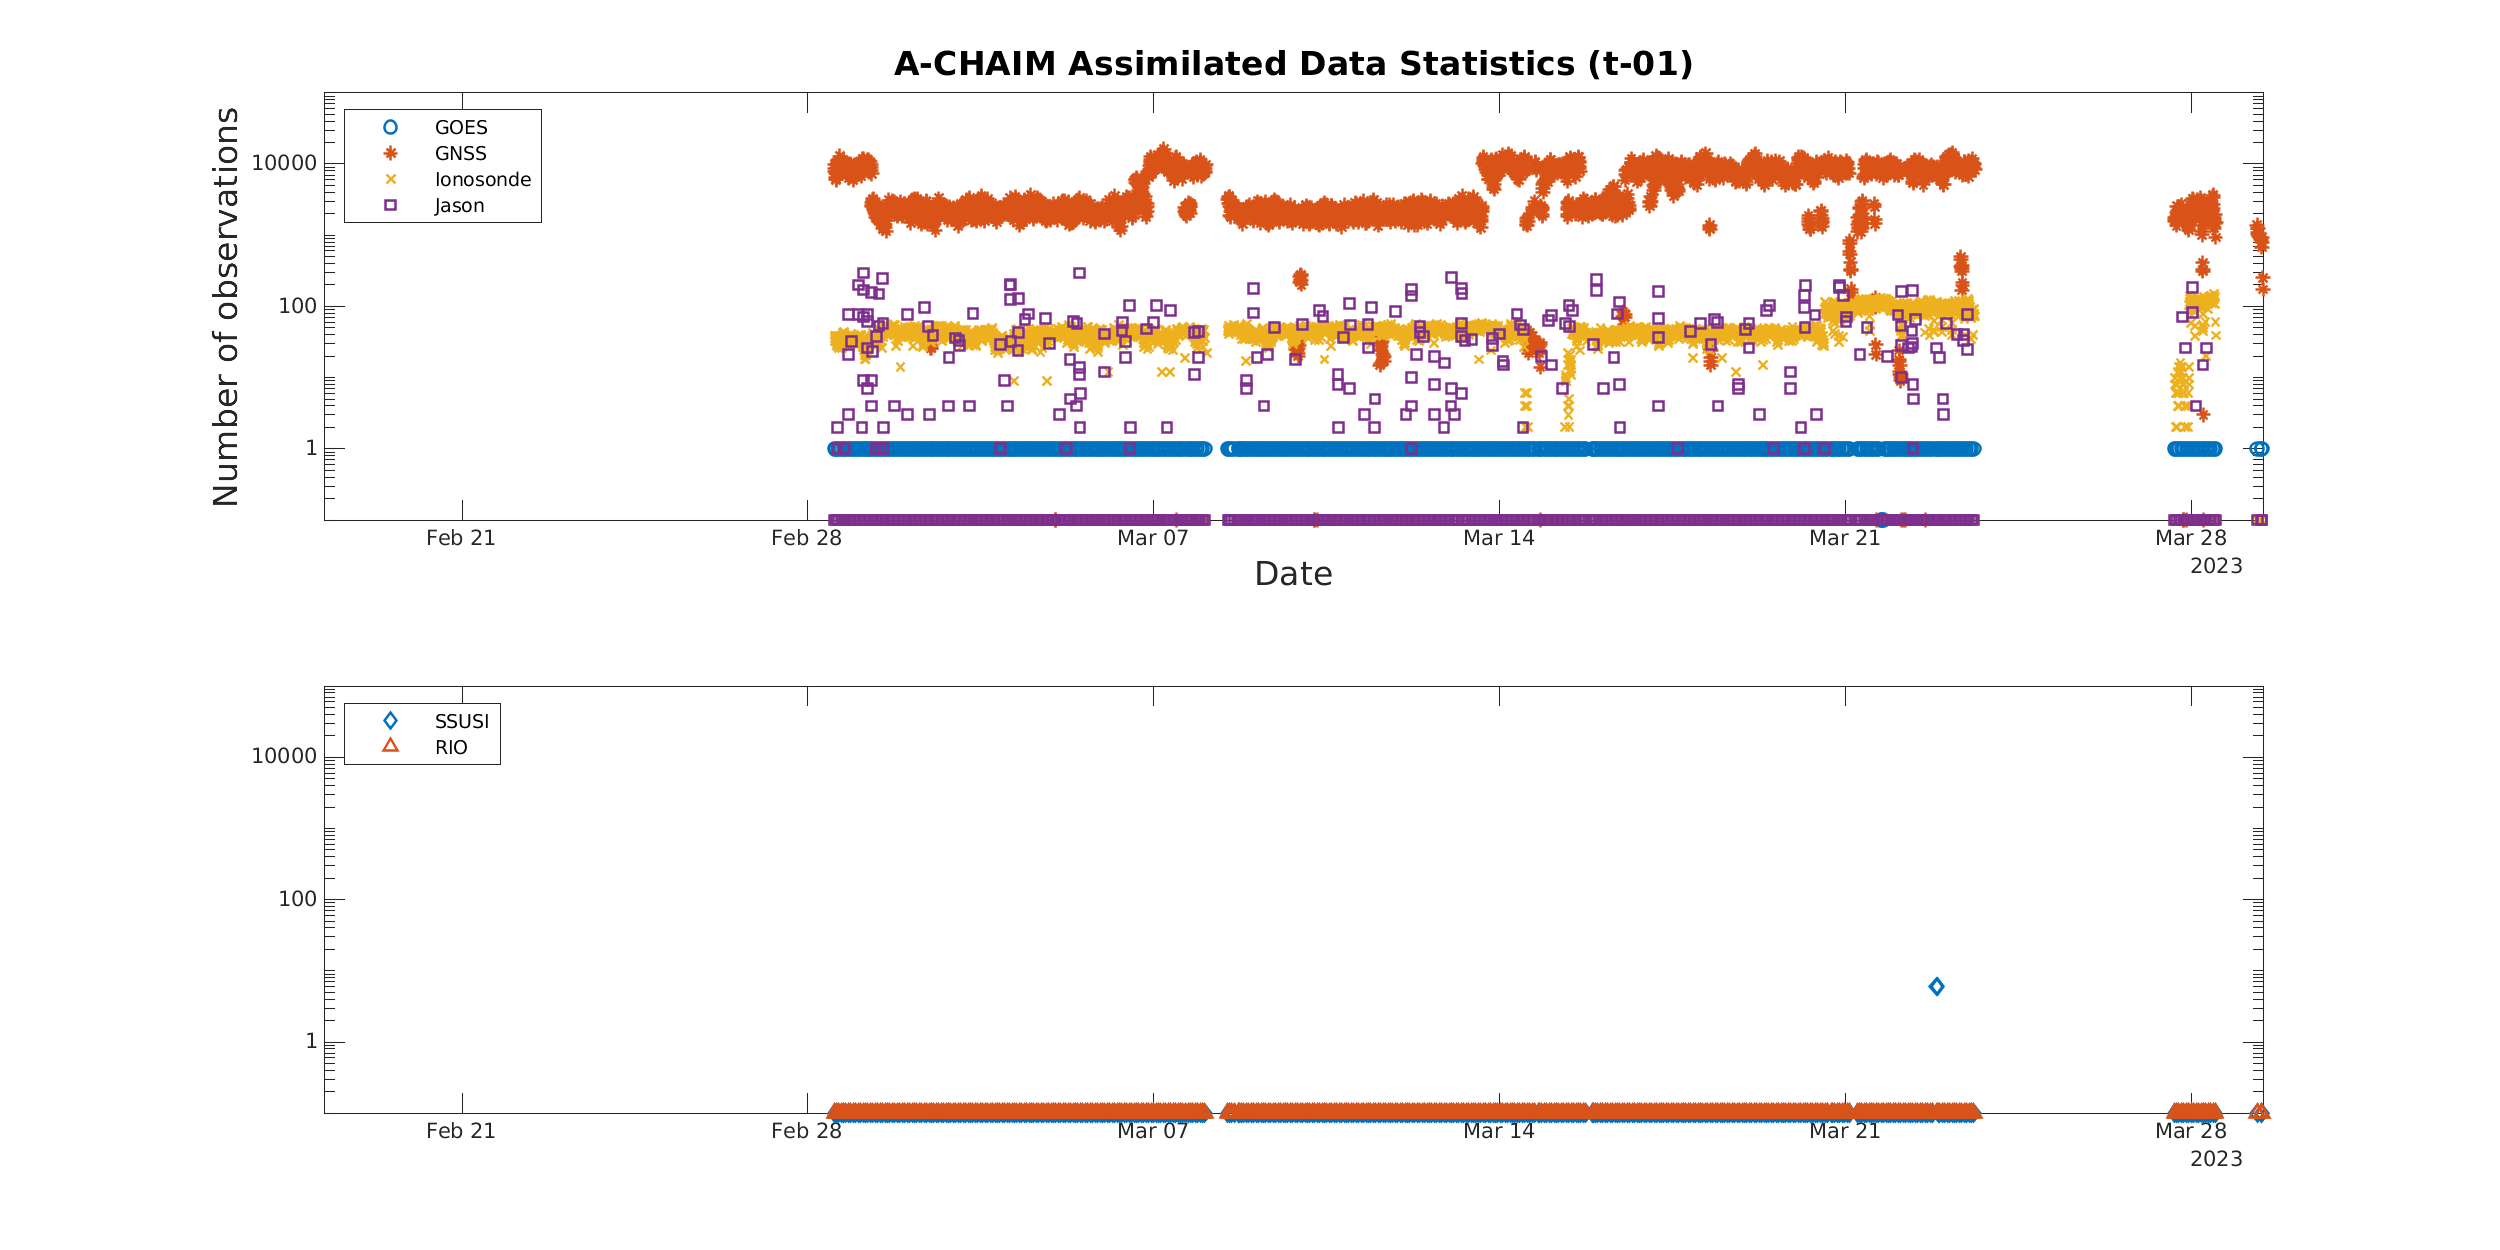 A-CHAIM Assimilated Data Statistics (t-01)
Number of observations
10000
100
1
GOES
GNSS
Ionosonde
Jason
Feb 21
Feb 28
Mar 07
Mar 14
Mar 21
Mar 28
2023
Date
10000
100
1
SSUSI
RIO
Feb 21
Feb 28
Mar 07
Mar 14
Mar 21
Mar 28
2023